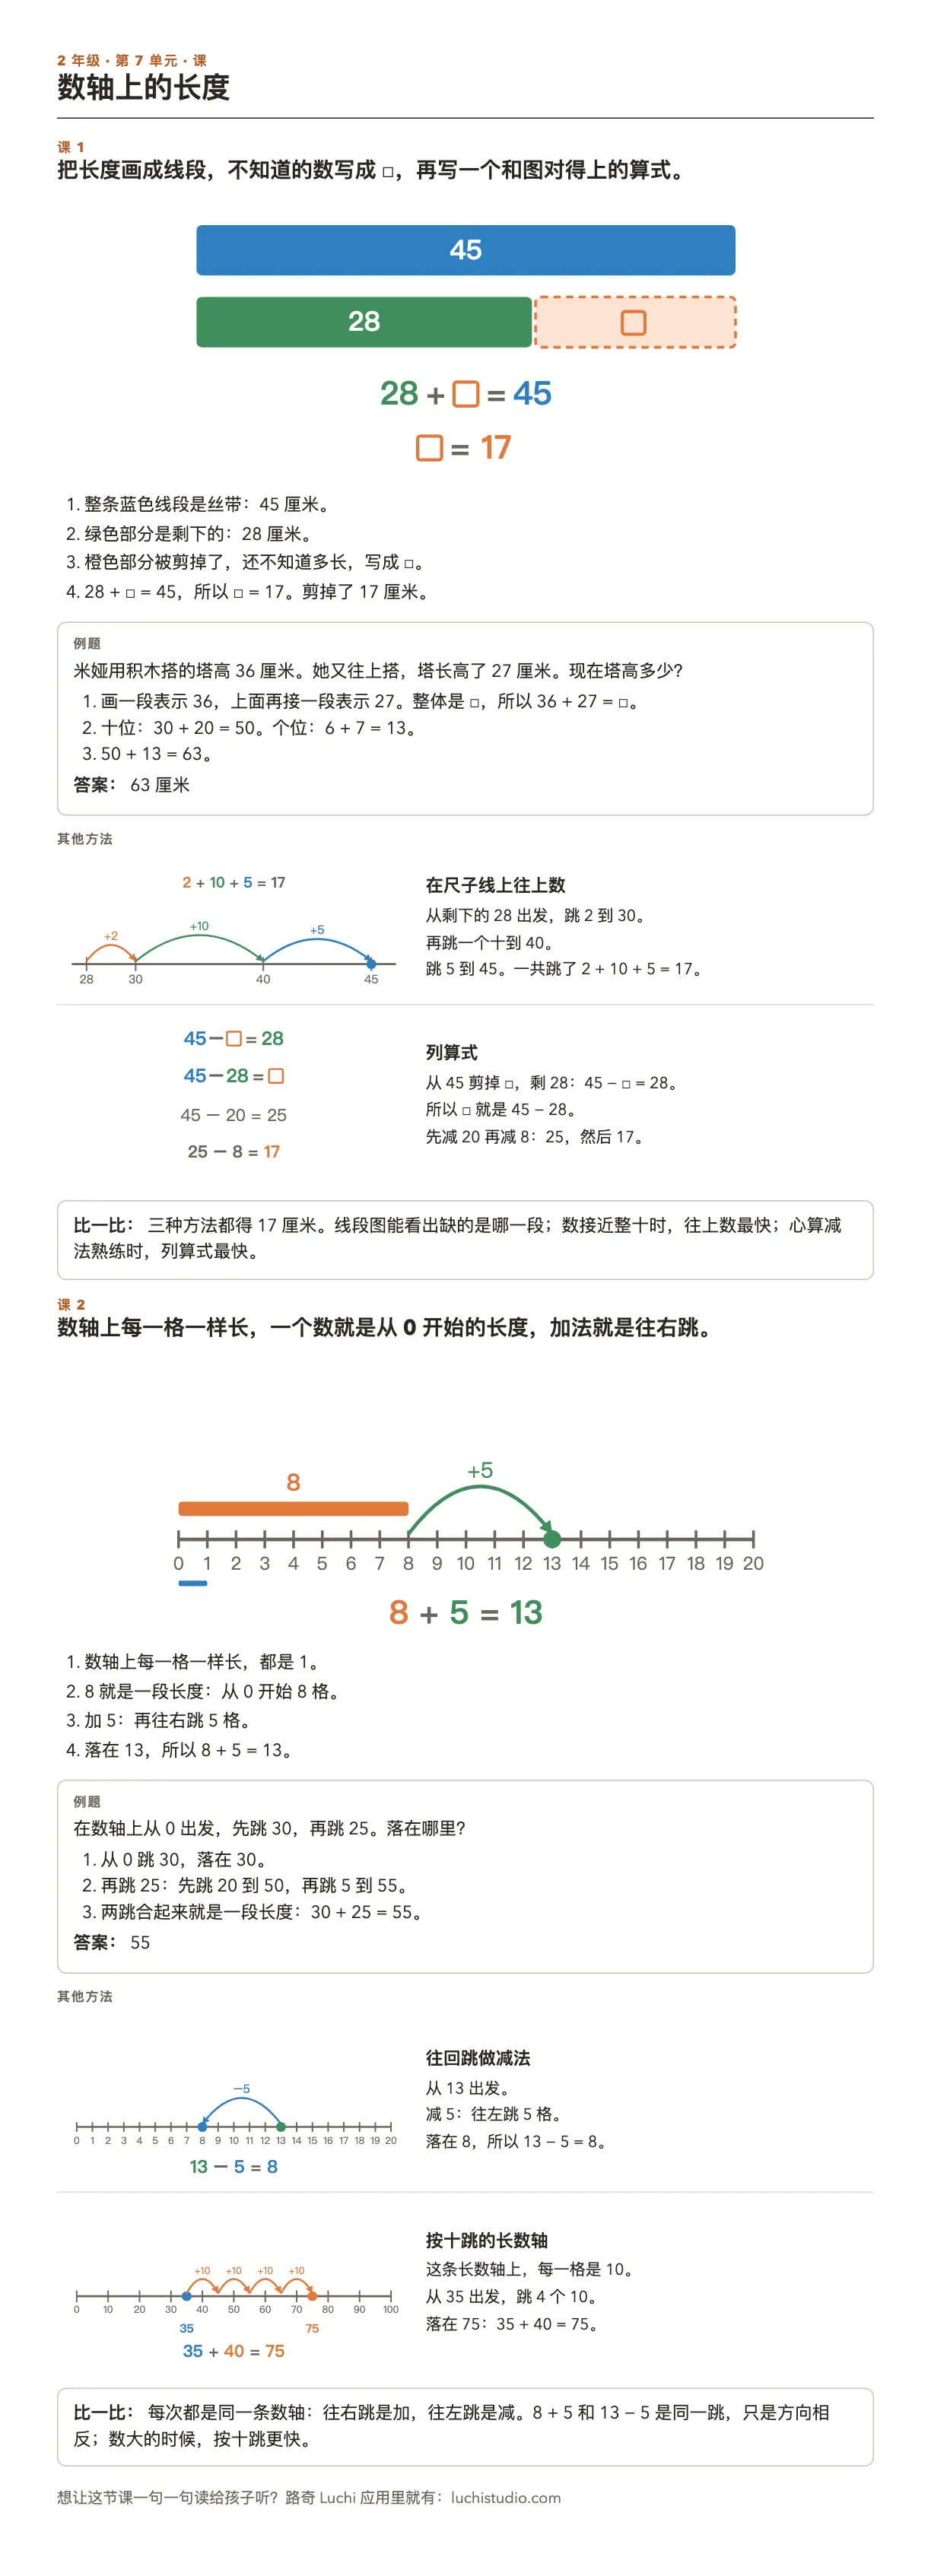 2 年级 · 第 7 单元 · 课
数轴上的长度
课 1
把长度画成线段，不知道的数写成 □，再写一个和图对得上的算式。
45
28 □
28 + □ = 45
□ = 17
1. 整条蓝色线段是丝带：45 厘米。
2. 绿色部分是剩下的：28 厘米。
3. 橙色部分被剪掉了，还不知道多长，写成 □。
4. 28 + □ = 45，所以 □ = 17。剪掉了 17 厘米。
例题
米娅用积木搭的塔高 36 厘米。她又往上搭，塔长高了 27 厘米。现在塔高多少？
1. 画一段表示 36，上面再接一段表示 27。整体是 □，所以 36 + 27 = □。
2. 十位：30 + 20 = 50。个位：6 + 7 = 13。
3. 50 + 13 = 63。
答案： 63 厘米
其他方法
2 + 10 + 5 = 17
+2 +10 +5
28 30 40 45
在尺子线上往上数
从剩下的 28 出发，跳 2 到 30。
再跳一个十到 40。
跳 5 到 45。一共跳了 2 + 10 + 5 = 17。
45 − □ = 28
45 − 28 = □
45 − 20 = 25
25 − 8 = 17
列算式
从 45 剪掉 □，剩 28：45 − □ = 28。
所以 □ 就是 45 − 28。
先减 20 再减 8：25，然后 17。
比一比： 三种方法都得 17 厘米。线段图能看出缺的是哪一段；数接近整十时，往上数最快；心算减
法熟练时，列算式最快。
课 2
数轴上每一格一样长，一个数就是从 0 开始的长度，加法就是往右跳。
8 +5
0 1 2 3 4 5 6 7 8 9 10 11 12 13 14 15 16 17 18 19 20
8 + 5 = 13
1. 数轴上每一格一样长，都是 1。
2. 8 就是一段长度：从 0 开始 8 格。
3. 加 5：再往右跳 5 格。
4. 落在 13，所以 8 + 5 = 13。
例题
在数轴上从 0 出发，先跳 30，再跳 25。落在哪里？
1. 从 0 跳 30，落在 30。
2. 再跳 25：先跳 20 到 50，再跳 5 到 55。
3. 两跳合起来就是一段长度：30 + 25 = 55。
答案： 55
其他方法
−5
0 1 2 3 4 5 6 7 8 9 10 11 12 13 14 15 16 17 18 19 20
13 − 5 = 8
往回跳做减法
从 13 出发。
减 5：往左跳 5 格。
落在 8，所以 13 − 5 = 8。
+10 +10 +10 +10
0 10 20 30 40 50 60 70 80 90 100
35 75
35 + 40 = 75
按十跳的长数轴
这条长数轴上，每一格是 10。
从 35 出发，跳 4 个 10。
落在 75：35 + 40 = 75。
比一比： 每次都是同一条数轴：往右跳是加，往左跳是减。8 + 5 和 13 − 5 是同一跳，只是方向相
反；数大的时候，按十跳更快。
想让这节课一句一句读给孩子听？路奇 Luchi 应用里就有：luchistudio.com